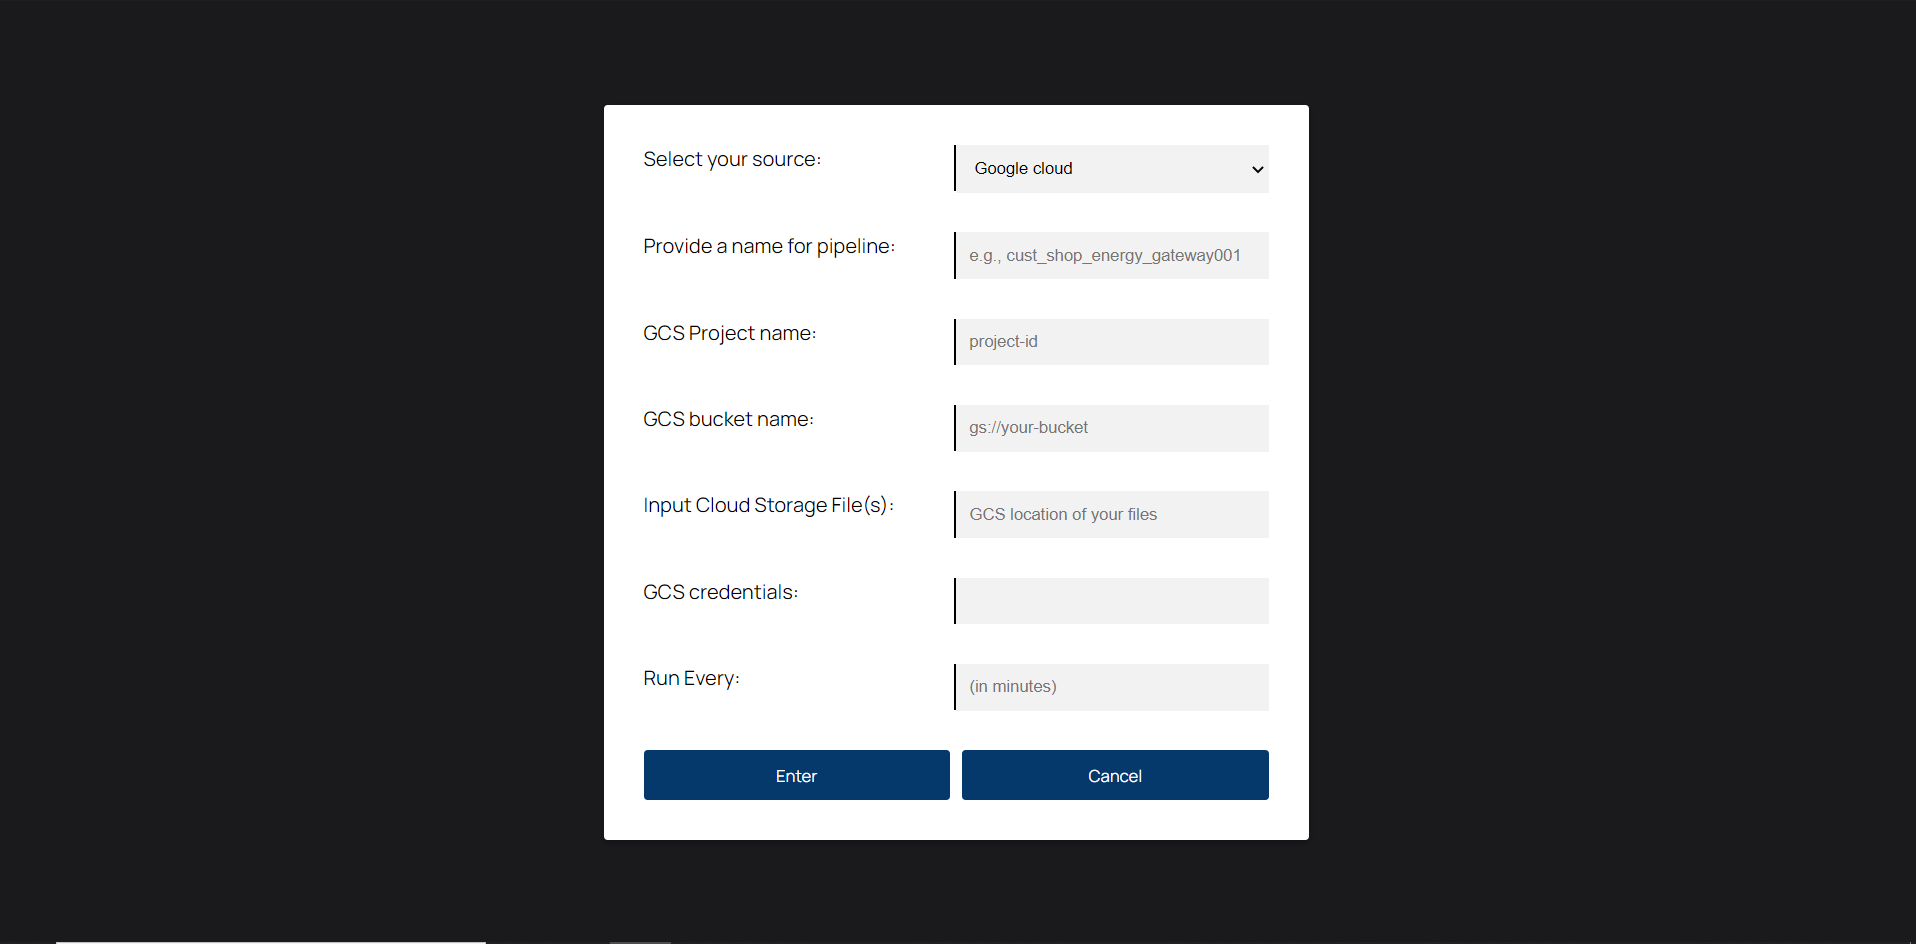 Select your source:
Google cloud
Provide a name for pipeline:
e.g., cust_shop_energy_gateway001
GCS Project name:
project-id
GCS bucket name:
gs://your-bucket
Input Cloud Storage File(s):
GCS location of your files
GCS credentials:
Run Every:
(in minutes)
Enter
Cancel